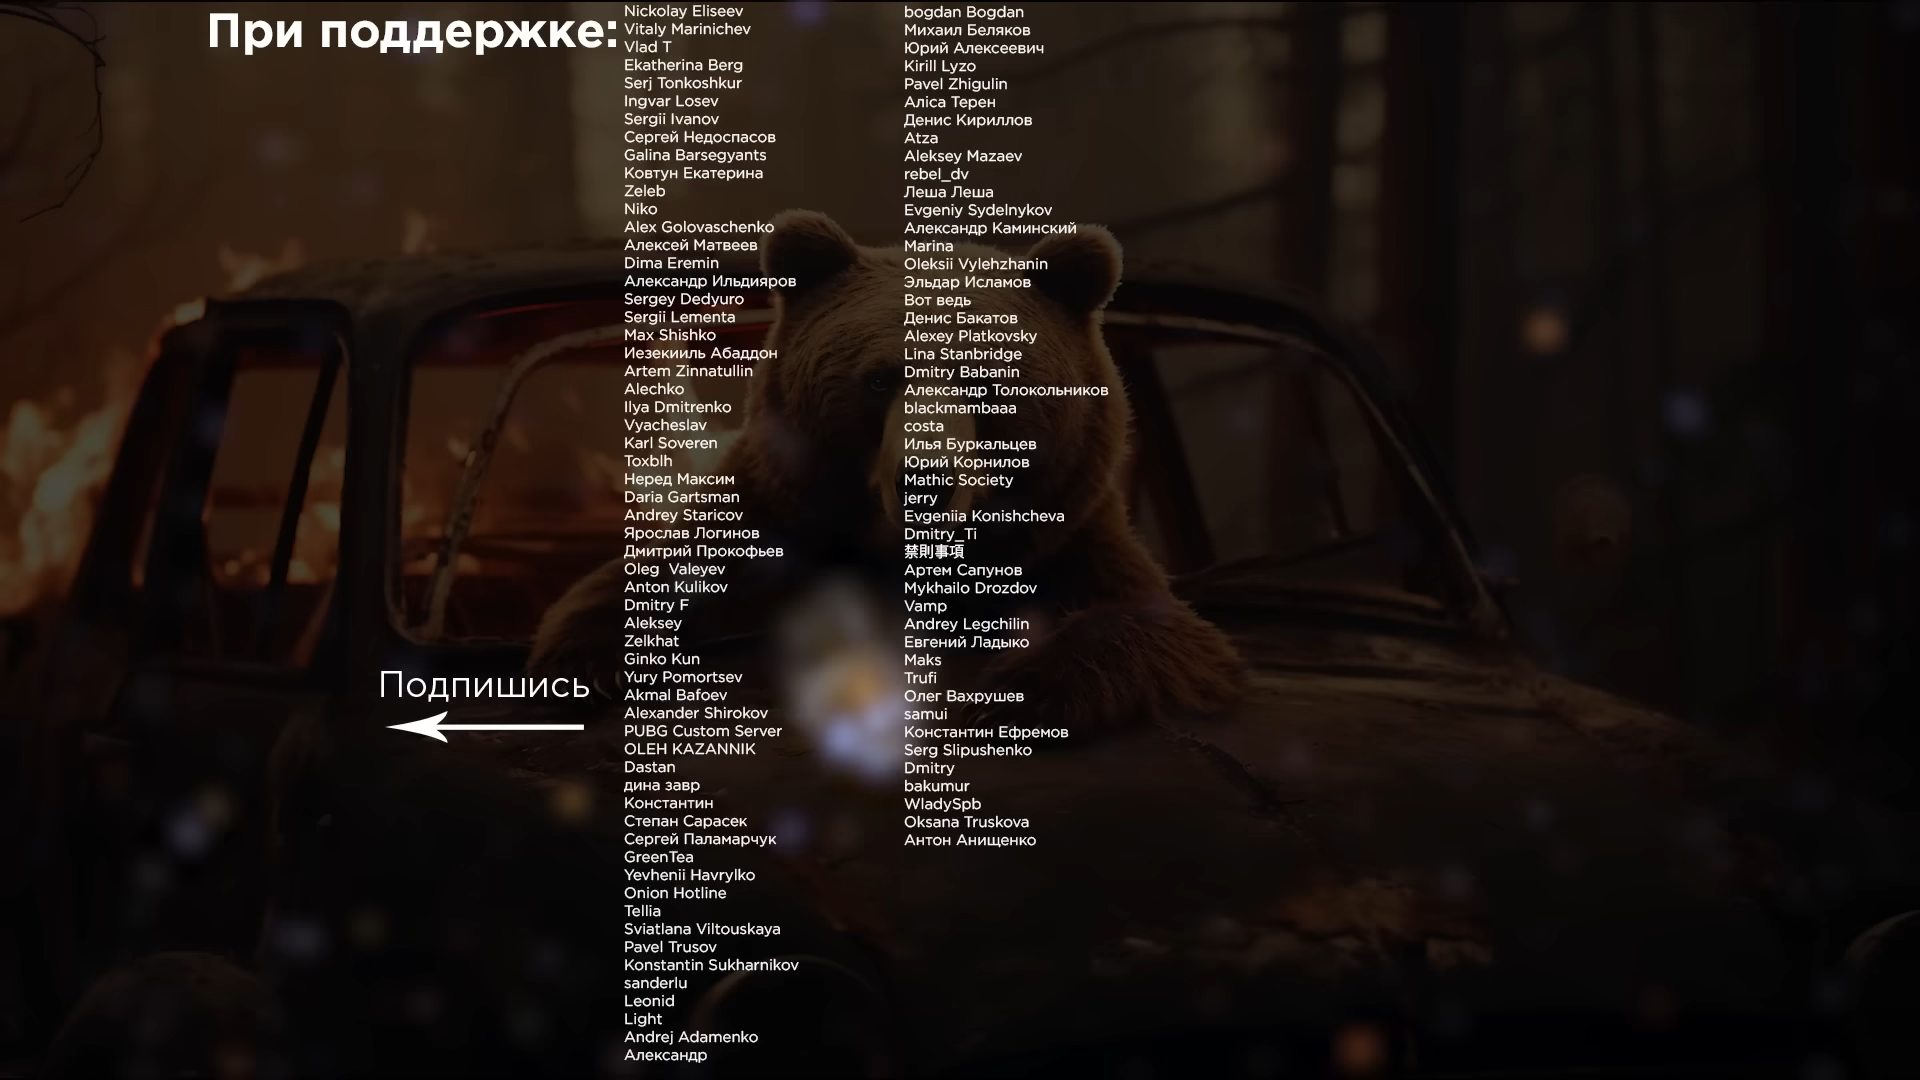 При поддержке:
Nickolay Eliseev
Vitaly Marinichev
Vlad T
Ekatherina Berg
Serj Tonkoshkur
Ingvar Losev
Sergii Ivanov
Сергей Недоспасов
Galina Barsegyants
Ковтун Екатерина
Zeleb
Niko
Alex Golovaschenko
Алексей Матвеев
Dima Eremin
Александр Ильдияров
Sergey Dedyuro
Sergii Lementa
Max Shishko
Иезекииль Абаддон
Artem Zinnatullin
Alechko
Ilya Dmitrenko
Vyacheslav
Karl Soveren
Toxblh
Неред Максим
Daria Gartsman
Andrey Staricov
Ярослав Логинов
Дмитрий Прокофьев
Oleg  Valeyev
Anton Kulikov
Dmitry F
Aleksey
Zelkhat
Ginko Kun
Yury Pomortsev
Akmal Bafoev
Alexander Shirokov
PUBG Custom Server
OLEH KAZANNIK
Dastan
дина завр
Константин
Степан Сарасек
Сергей Паламарчук
GreenTea
Yevhenii Havrylko
Onion Hotline
Tellia
Sviatlana Viltouskaya
Pavel Trusov
Konstantin Sukharnikov
sanderlu
Leonid
Light
Andrej Adamenko
Александр
bogdan Bogdan
Михаил Беляков
Юрий Алексеевич
Kirill Lyzo
Pavel Zhigulin
Аліса Терен
Денис Кириллов
Atza
Aleksey Mazaev
rebel_dv
Леша Леша
Evgeniy Sydelnykov
Александр Каминский
Marina
Oleksii Vylehzhanin
Эльдар Исламов
Вот ведь
Денис Бакатов
Alexey Platkovsky
Lina Stanbridge
Dmitry Babanin
Александр Толокольников
blackmambaaa
costa
Илья Буркальцев
Юрий Корнилов
Mathic Society
jerry
Evgeniia Konishcheva
Dmitry_Ti
禁則事項
Артем Сапунов
Mykhailo Drozdov
Vamp
Andrey Legchilin
Евгений Ладыко
Maks
Trufi
Олег Вахрушев
samui
Константин Ефремов
Serg Slipushenko
Dmitry
bakumur
WladySpb
Oksana Truskova
Антон Анищенко
Подпишись